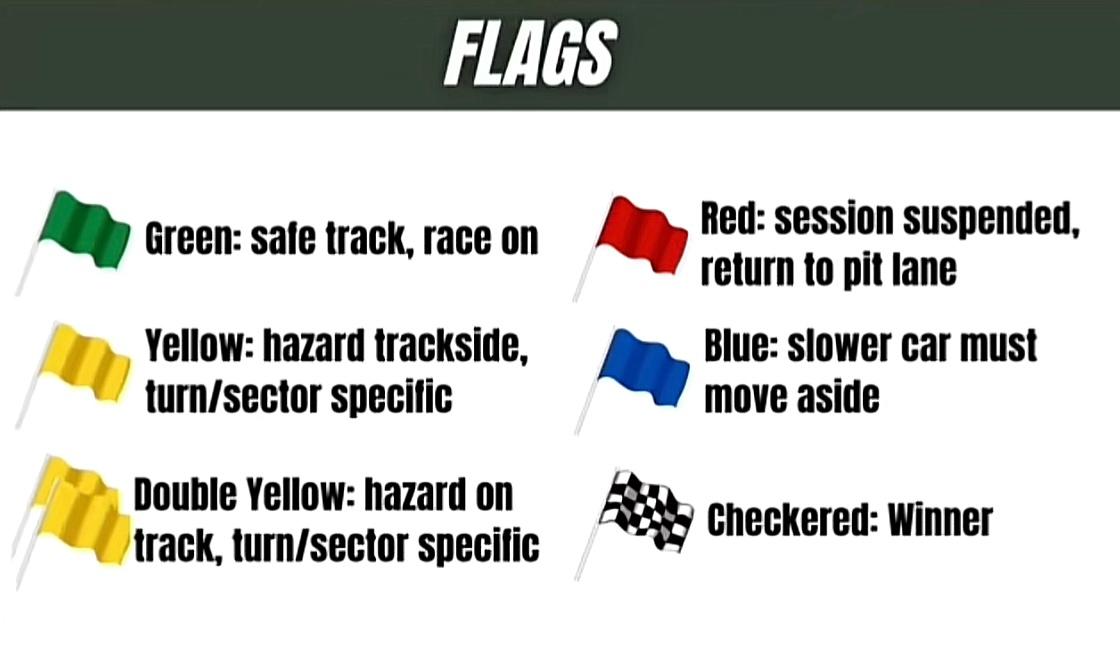 FLAGS
Green: safe track, race on
Yellow: hazard trackside,
turn/sector specific
Double Yellow: hazard on
track, turn/sector specific
Red: session suspended,
return to pit lane
Blue: slower car must
move aside
Checkered: Winner